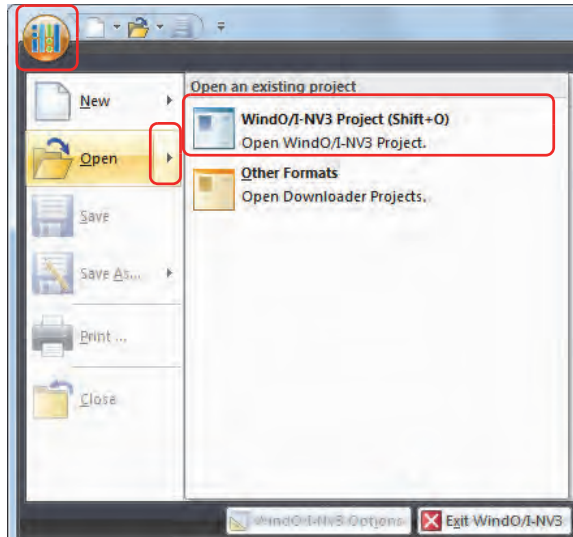 Open an existing project
New
WindO/I-NV3 Project (Shift+O)
Open WindO/I-NV3 Project.
Open
Other Formats
Open Downloader Projects.
Save
Save As...
Print ...
Close
WindO/I-NV3 Options
Exit WindO/I-NV3